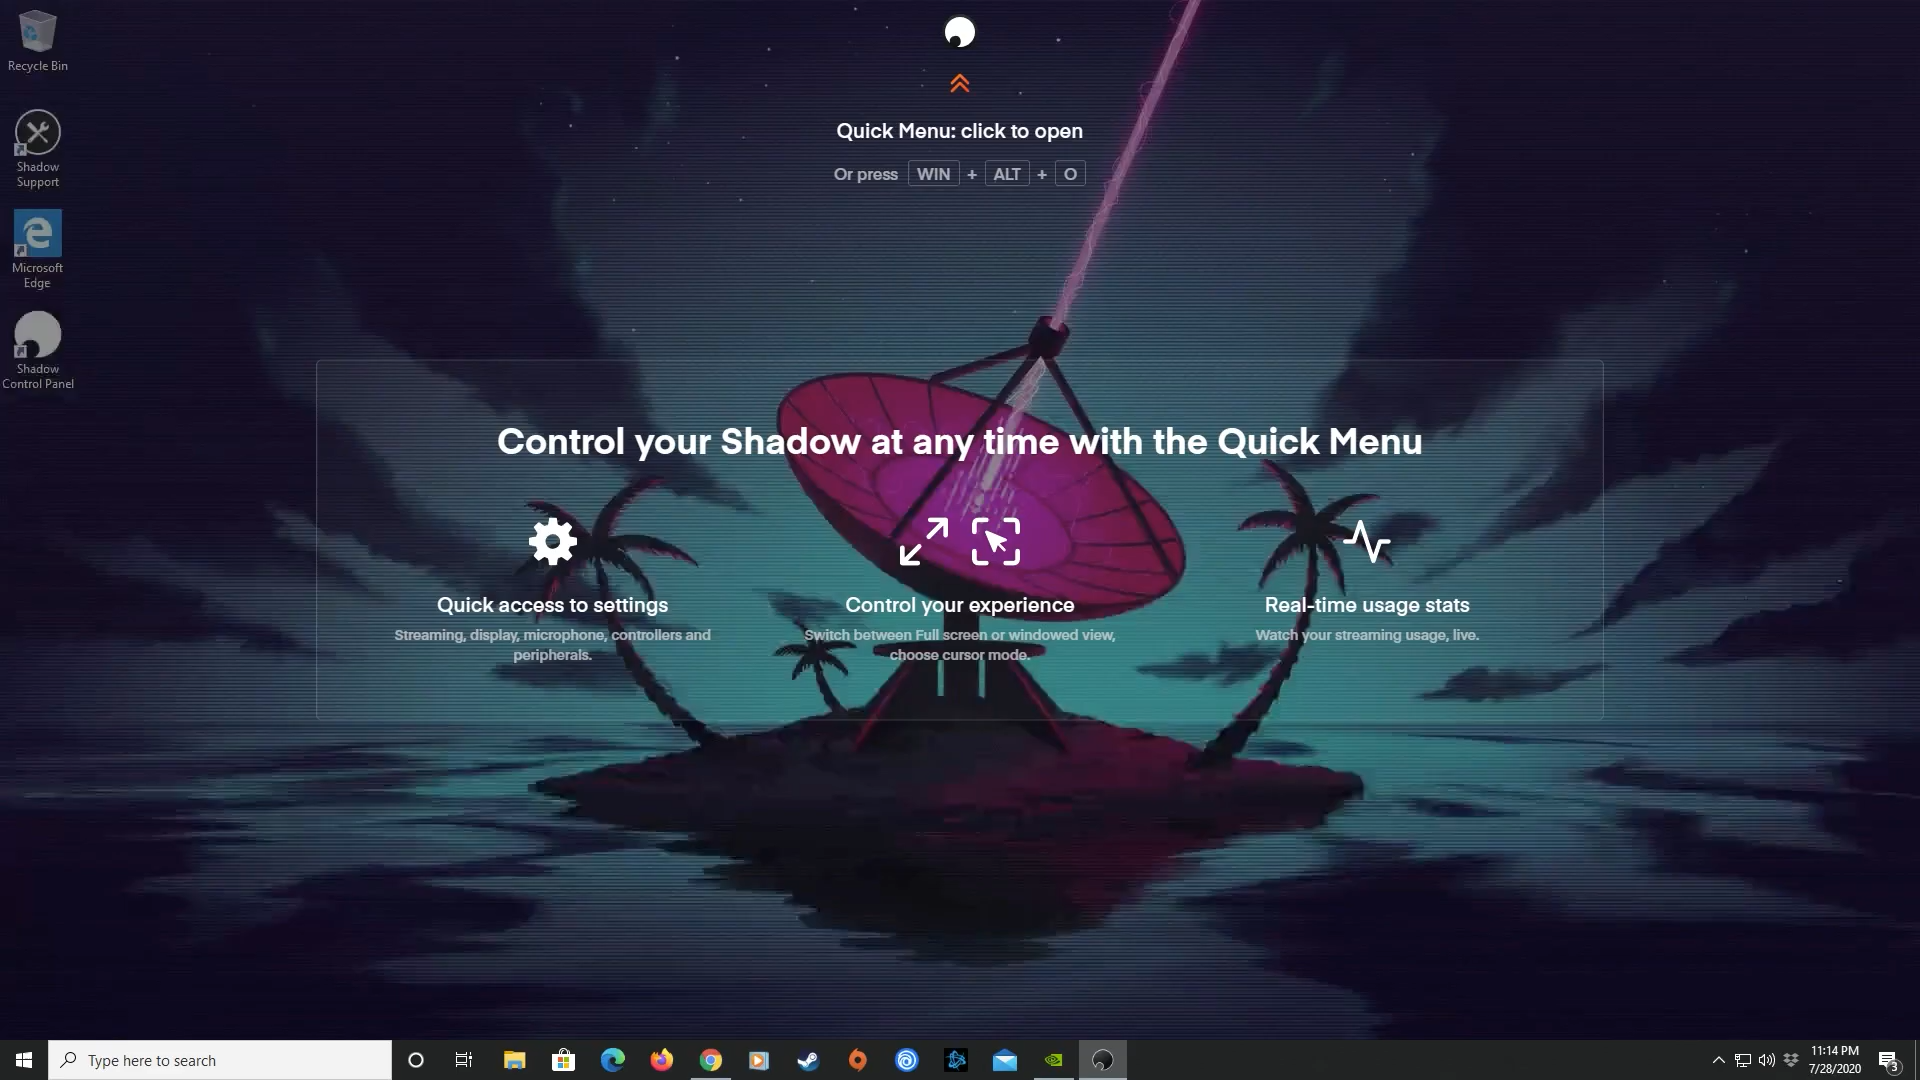 Recycle Bin
Shadow
Support
Microsoft
Edge
Shadow
Control Panel
Quick Menu: click to open
Or press WIN + ALT + O
Control your Shadow at any time with the Quick Menu
Quick access to settings
Streaming, display, microphone, controllers and
peripherals.
Control your experience
Switch between Full screen or windowed view,
choose cursor mode.
Real-time usage stats
Watch your streaming usage, live.
Type here to search
11:14 PM
7/28/2020
3